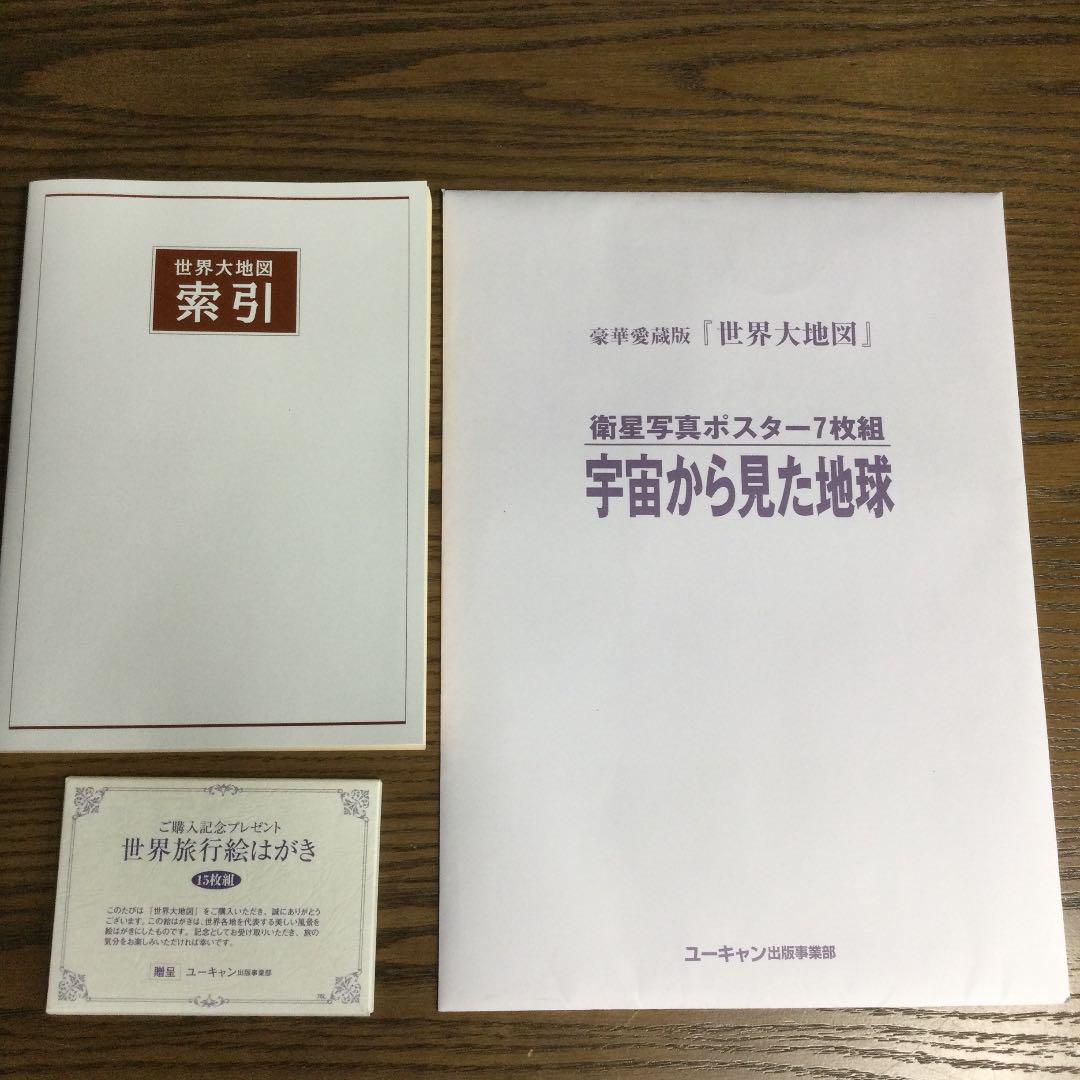 世界大地図
索引
豪華愛蔵版『世界大地図』
衛星写真ポスター7枚組
宇宙から見た地球
ユーキャン出版事業部
ご購入記念プレゼント
世界旅行絵はがき
15枚組
このたびは『世界大地図』をご購入いただき、誠にありがとう
ございます。この絵はがきは、世界各地を代表する美しい風景を
絵はがきにしたものです。記念としてお受け取りいただき、旅の
気分をお楽しみいただければ幸いです。
贈呈 ユーキャン出版事業部